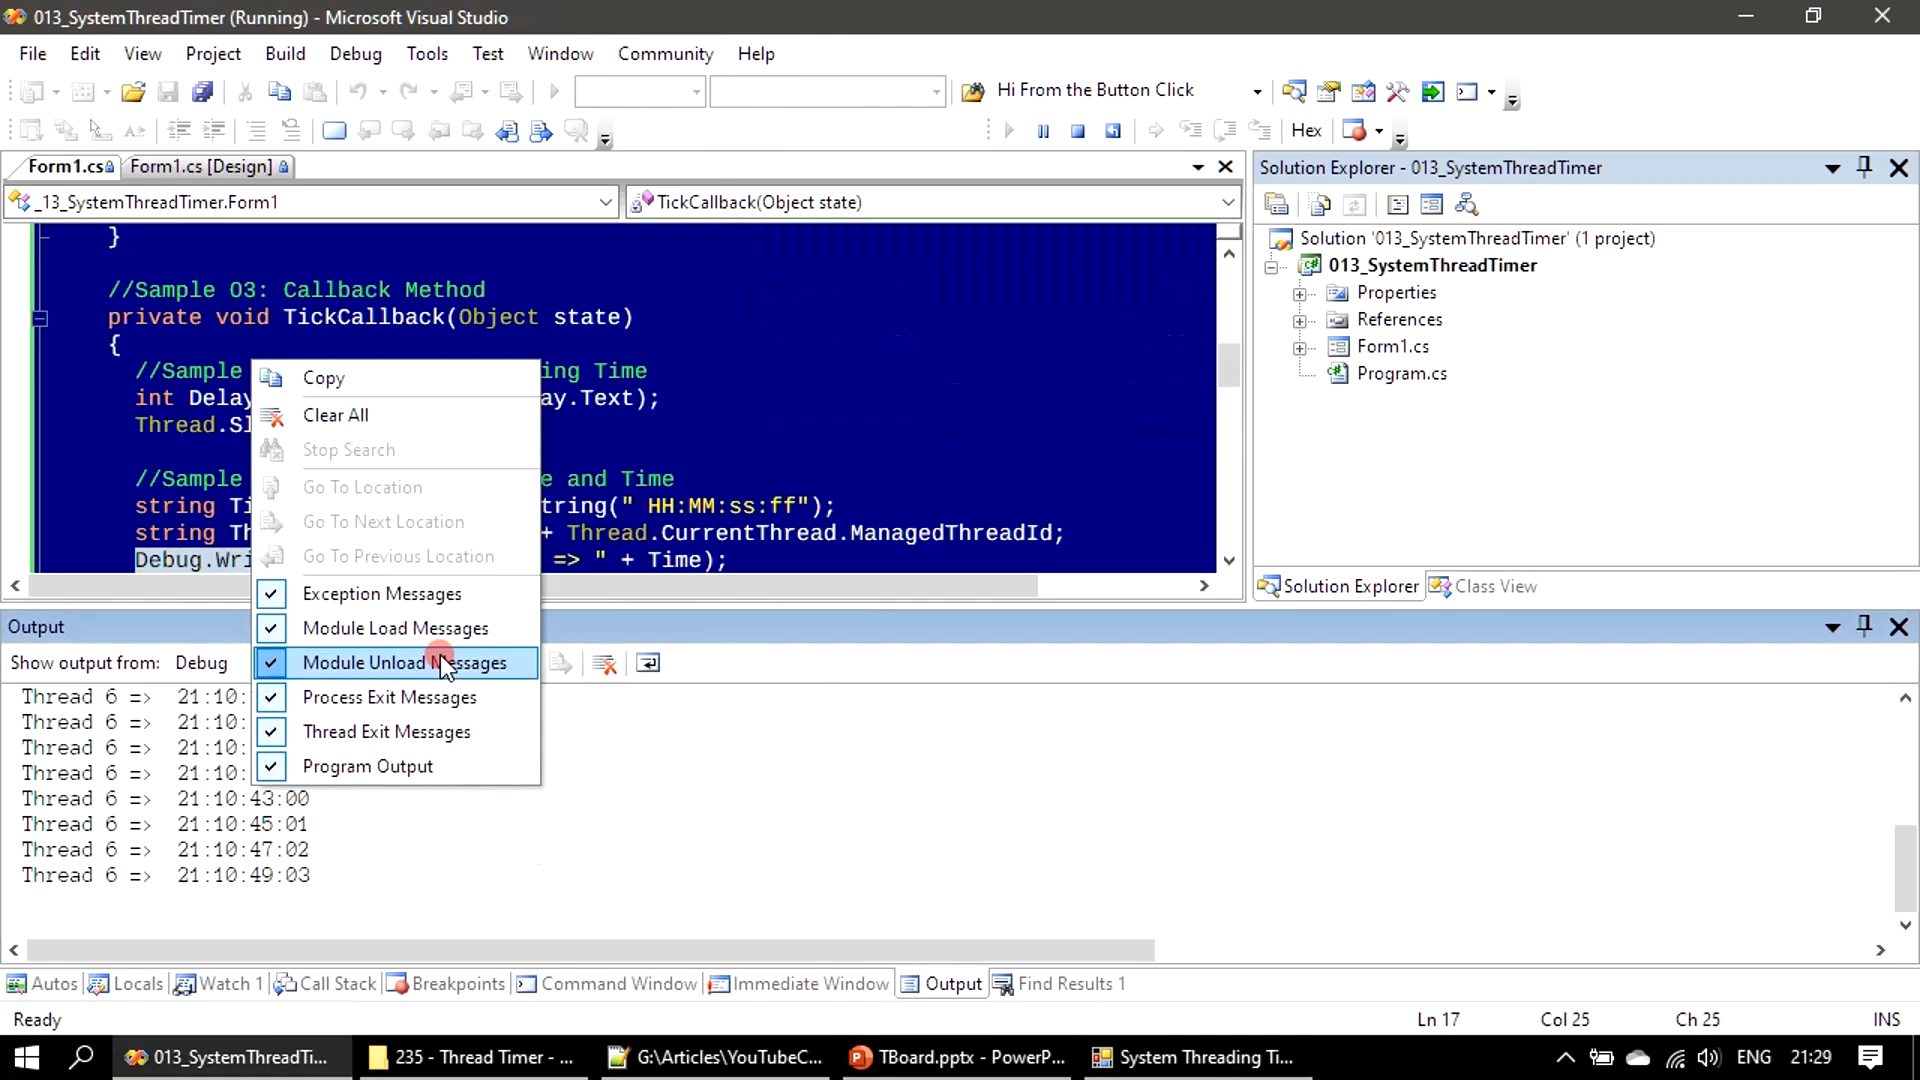 013_SystemThreadTimer (Running) - Microsoft Visual Studio
File Edit View Project Build Debug Tools Test Window Community Help
Hi From the Button Click
Hex
Form1.cs Form1.cs [Design]
_13_SystemThreadTimer.Form1 TickCallback(Object state)
}
//Sample 03: Callback Method
private void TickCallback(Object state)
{
//Sample ing Time
int Delay ay.Text);
Thread.Sl
//Sample e and Time
string Ti tring(" HH:MM:ss:ff");
string Th + Thread.CurrentThread.ManagedThreadId;
Debug.Wri => " + Time);
Copy
Clear All
Stop Search
Go To Location
Go To Next Location
Go To Previous Location
Exception Messages
Module Load Messages
Module Unload Messages
Process Exit Messages
Thread Exit Messages
Program Output
Solution Explorer - 013_SystemThreadTimer
Solution '013_SystemThreadTimer' (1 project)
013_SystemThreadTimer
Properties
References
Form1.cs
Program.cs
Solution Explorer Class View
Output
Show output from: Debug
Thread 6 => 21:10:
Thread 6 => 21:10:
Thread 6 => 21:10:
Thread 6 => 21:10:
Thread 6 => 21:10:43:00
Thread 6 => 21:10:45:01
Thread 6 => 21:10:47:02
Thread 6 => 21:10:49:03
Autos Locals Watch 1 Call Stack Breakpoints Command Window Immediate Window Output Find Results 1
Ready Ln 17 Col 25 Ch 25 INS
013_SystemThreadTi... 235 - Thread Timer - ... G:\Articles\YouTubeC... TBoard.pptx - PowerP... System Threading Ti... ENG 21:29